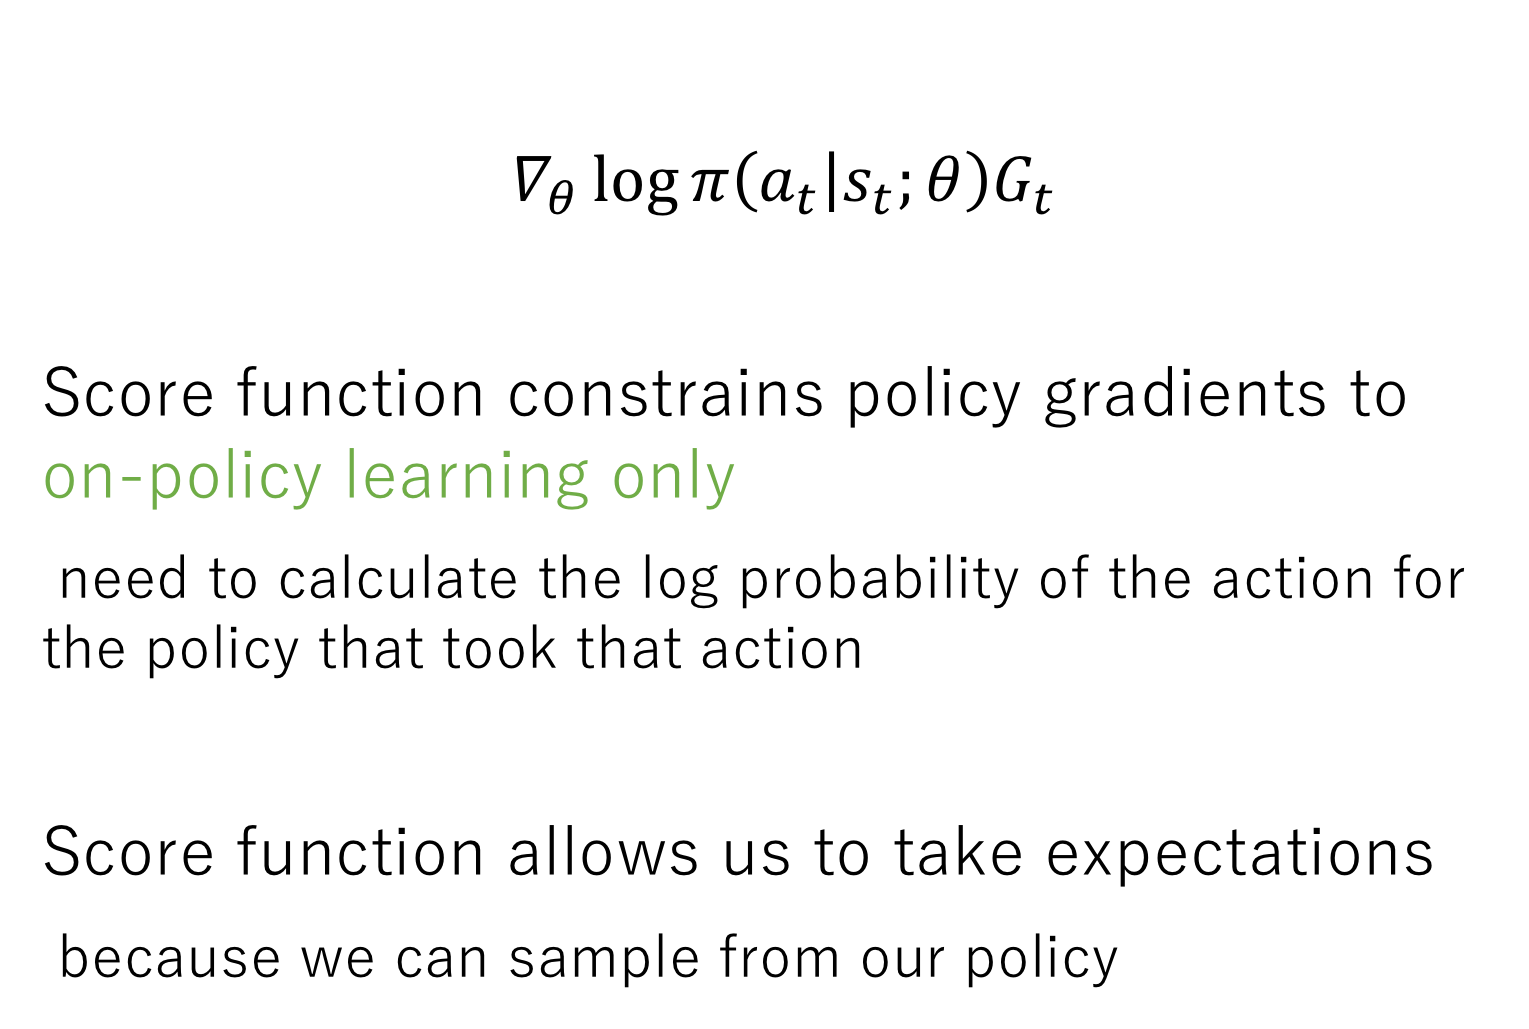 ∇θ log π(aₜ|sₜ; θ)Gₜ
Score function constrains policy gradients to
on-policy learning only
need to calculate the log probability of the action for
the policy that took that action
Score function allows us to take expectations
because we can sample from our policy